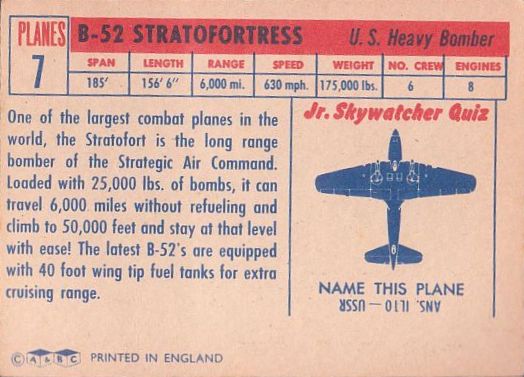 PLANES
7
B-52 STRATOFORTRESS U. S. Heavy Bomber
SPAN LENGTH RANGE SPEED WEIGHT NO. CREW ENGINES
185' 156' 6" 6,000 mi. 630 mph. 175,000 lbs. 6 8
One of the largest combat planes in
the world, the Stratofort is the long range
bomber of the Strategic Air Command.
Loaded with 25,000 lbs. of bombs, it can
travel 6,000 miles without refueling and
climb to 50,000 feet and stay at that level
with ease! The latest B-52's are equipped
with 40 foot wing tip fuel tanks for extra
cruising range.
Jr. Skywatcher Quiz
NAME THIS PLANE
ANS. IL10 — USSR
© A & BC PRINTED IN ENGLAND